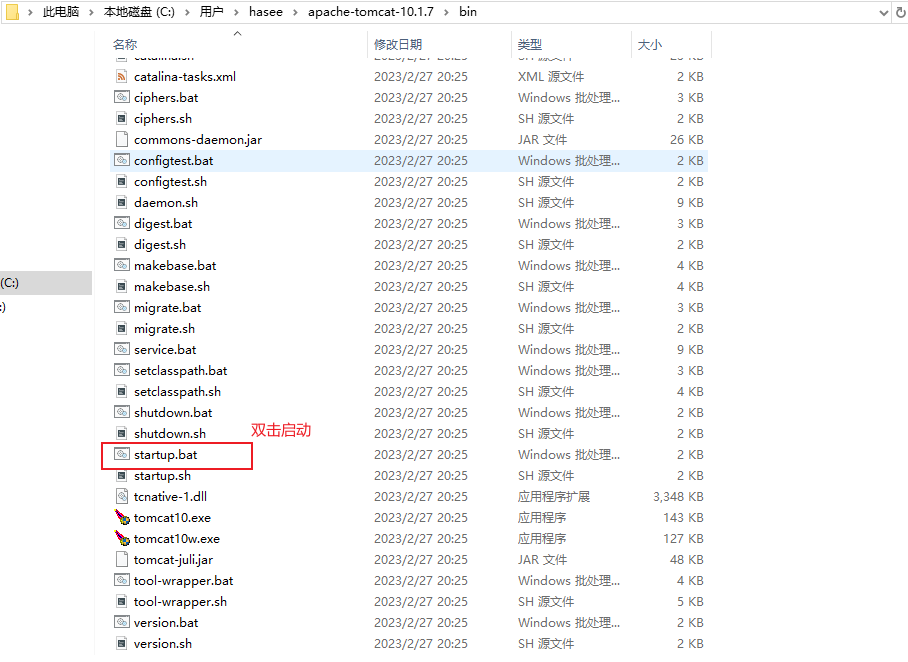 此电脑 › 本地磁盘 (C:) › 用户 › hasee › apache-tomcat-10.1.7 › bin
名称 修改日期 类型 大小
catalina-tasks.xml 2023/2/27 20:25 XML 源文件 2 KB
ciphers.bat 2023/2/27 20:25 Windows 批处理... 3 KB
ciphers.sh 2023/2/27 20:25 SH 源文件 2 KB
commons-daemon.jar 2023/2/27 20:25 JAR 文件 26 KB
configtest.bat 2023/2/27 20:25 Windows 批处理... 2 KB
configtest.sh 2023/2/27 20:25 SH 源文件 2 KB
daemon.sh 2023/2/27 20:25 SH 源文件 9 KB
digest.bat 2023/2/27 20:25 Windows 批处理... 3 KB
digest.sh 2023/2/27 20:25 SH 源文件 2 KB
makebase.bat 2023/2/27 20:25 Windows 批处理... 4 KB
(C:)
makebase.sh 2023/2/27 20:25 SH 源文件 4 KB
:)
migrate.bat 2023/2/27 20:25 Windows 批处理... 3 KB
migrate.sh 2023/2/27 20:25 SH 源文件 2 KB
service.bat 2023/2/27 20:25 Windows 批处理... 9 KB
setclasspath.bat 2023/2/27 20:25 Windows 批处理... 4 KB
setclasspath.sh 2023/2/27 20:25 SH 源文件 4 KB
shutdown.bat 2023/2/27 20:25 Windows 批处理... 2 KB
双击启动
shutdown.sh 2023/2/27 20:25 SH 源文件 2 KB
startup.bat 2023/2/27 20:25 Windows 批处理... 2 KB
startup.sh 2023/2/27 20:25 SH 源文件 2 KB
tcnative-1.dll 2023/2/27 20:25 应用程序扩展 3,348 KB
tomcat10.exe 2023/2/27 20:25 应用程序 143 KB
tomcat10w.exe 2023/2/27 20:25 应用程序 127 KB
tomcat-juli.jar 2023/2/27 20:25 JAR 文件 48 KB
tool-wrapper.bat 2023/2/27 20:25 Windows 批处理... 4 KB
tool-wrapper.sh 2023/2/27 20:25 SH 源文件 5 KB
version.bat 2023/2/27 20:25 Windows 批处理... 2 KB
version.sh 2023/2/27 20:25 SH 源文件 2 KB